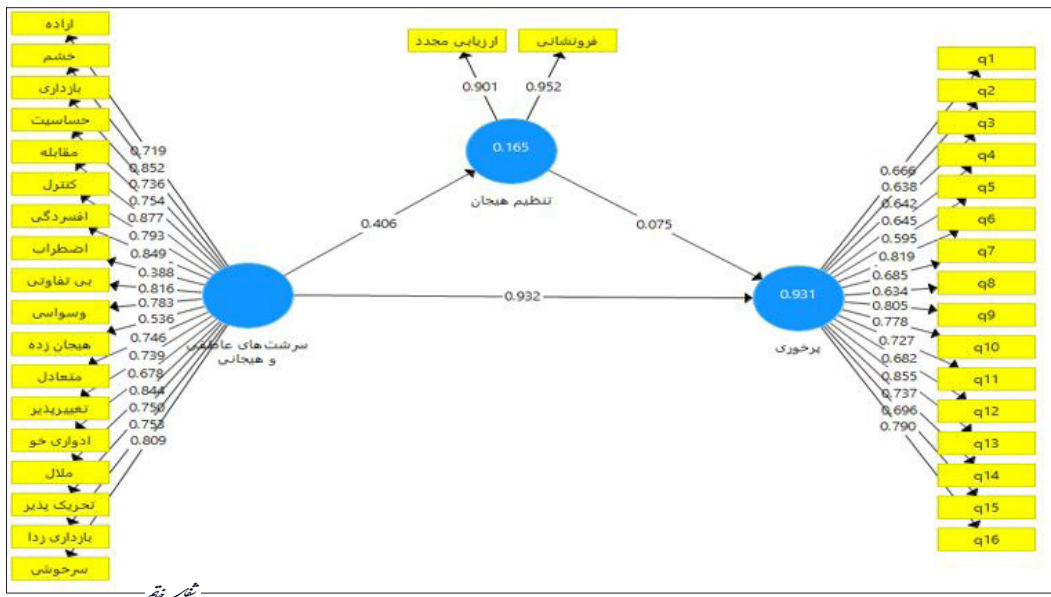 اراده
خشم
بازداری
حساسیت
مقابله
کنترل
افسردگی
اضطراب
بی تفاوتی
وسواسی
هیجان زده
متعادل
تغییرپذیر
ادواری خو
ملال
تحریک پذیر
بازداری زدا
سرخوشی
0.719
0.852
0.736
0.754
0.877
0.793
0.849
0.388
0.816
0.783
0.536
0.746
0.739
0.678
0.844
0.750
0.753
0.809
سرشت های عاطفی
و هیجانی
ارزیابی مجدد
فرونشانی
0.901
0.952
0.165
تنظیم هیجان
0.406
0.075
0.932
0.931
پرخوری
0.666
0.638
0.642
0.645
0.595
0.819
0.685
0.634
0.805
0.778
0.727
0.682
0.855
0.737
0.696
0.790
q1
q2
q3
q4
q5
q6
q7
q8
q9
q10
q11
q12
q13
q14
q15
q16